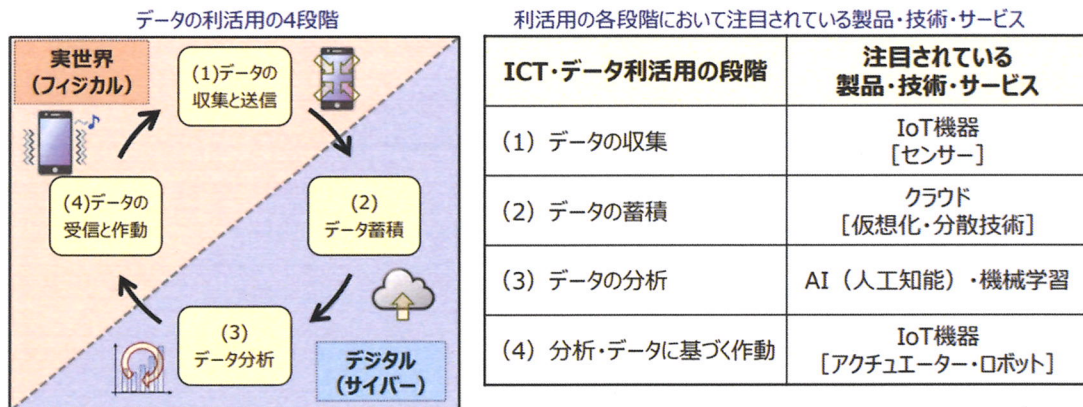 データの利活用の4段階
実世界
(フィジカル)
(1)データの
収集と送信
(2)
データ蓄積
(3)
データ分析
(4)データの
受信と作動
デジタル
(サイバー)
利活用の各段階において注目されている製品・技術・サービス
ICT・データ利活用の段階
注目されている
製品・技術・サービス
(1) データの収集
IoT機器
[センサー]
(2) データの蓄積
クラウド
[仮想化・分散技術]
(3) データの分析
AI(人工知能)・機械学習
(4) 分析・データに基づく作動
IoT機器
[アクチュエーター・ロボット]